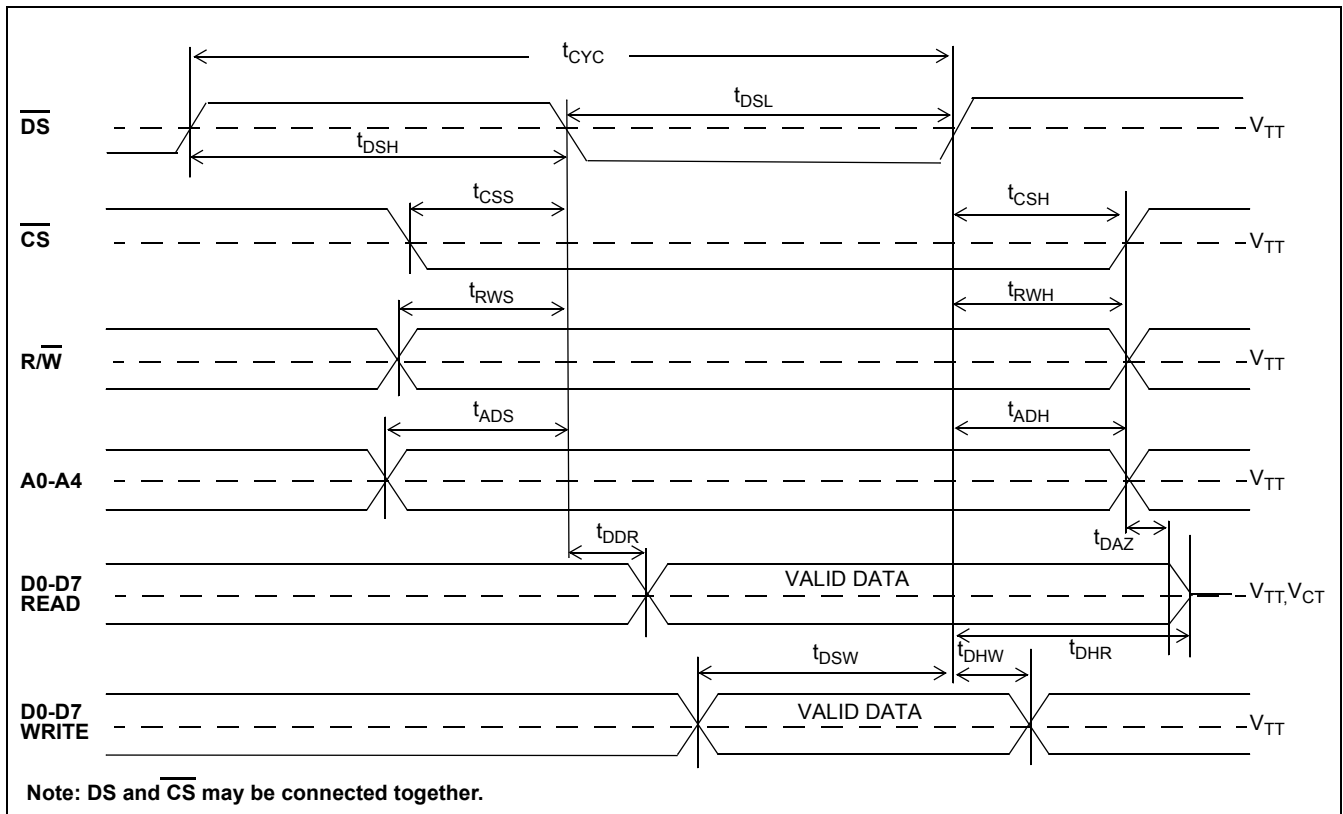 tCYC
DS
tDSL
VTT
tDSH
tCSS
tCSH
CS
VTT
tRWS
tRWH
R/W
VTT
tADS
tADH
A0-A4
VTT
tDDR
tDAZ
D0-D7
READ
VALID DATA
VTT,VCT
tDSW
tDHW
tDHR
D0-D7
WRITE
VALID DATA
VTT
Note: DS and CS may be connected together.